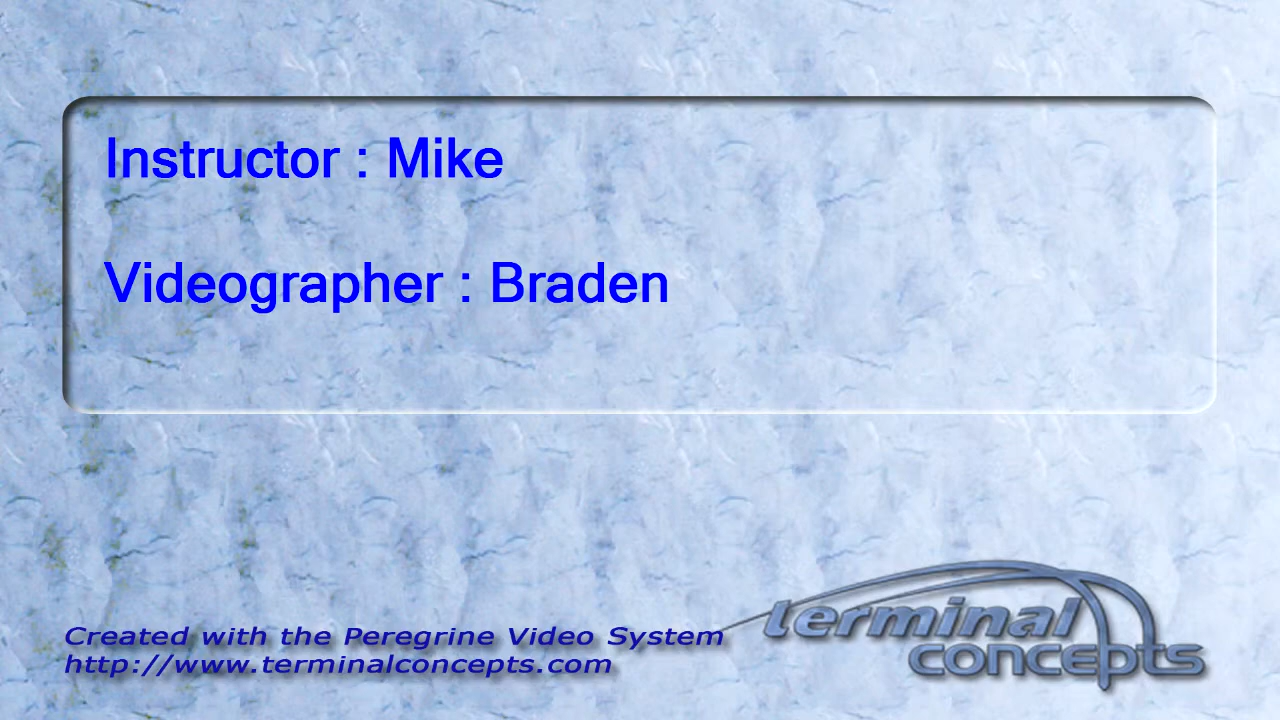 Instructor : Mike
Videographer : Braden
Created with the Peregrine Video System
http://www.terminalconcepts.com
terminal
concepts